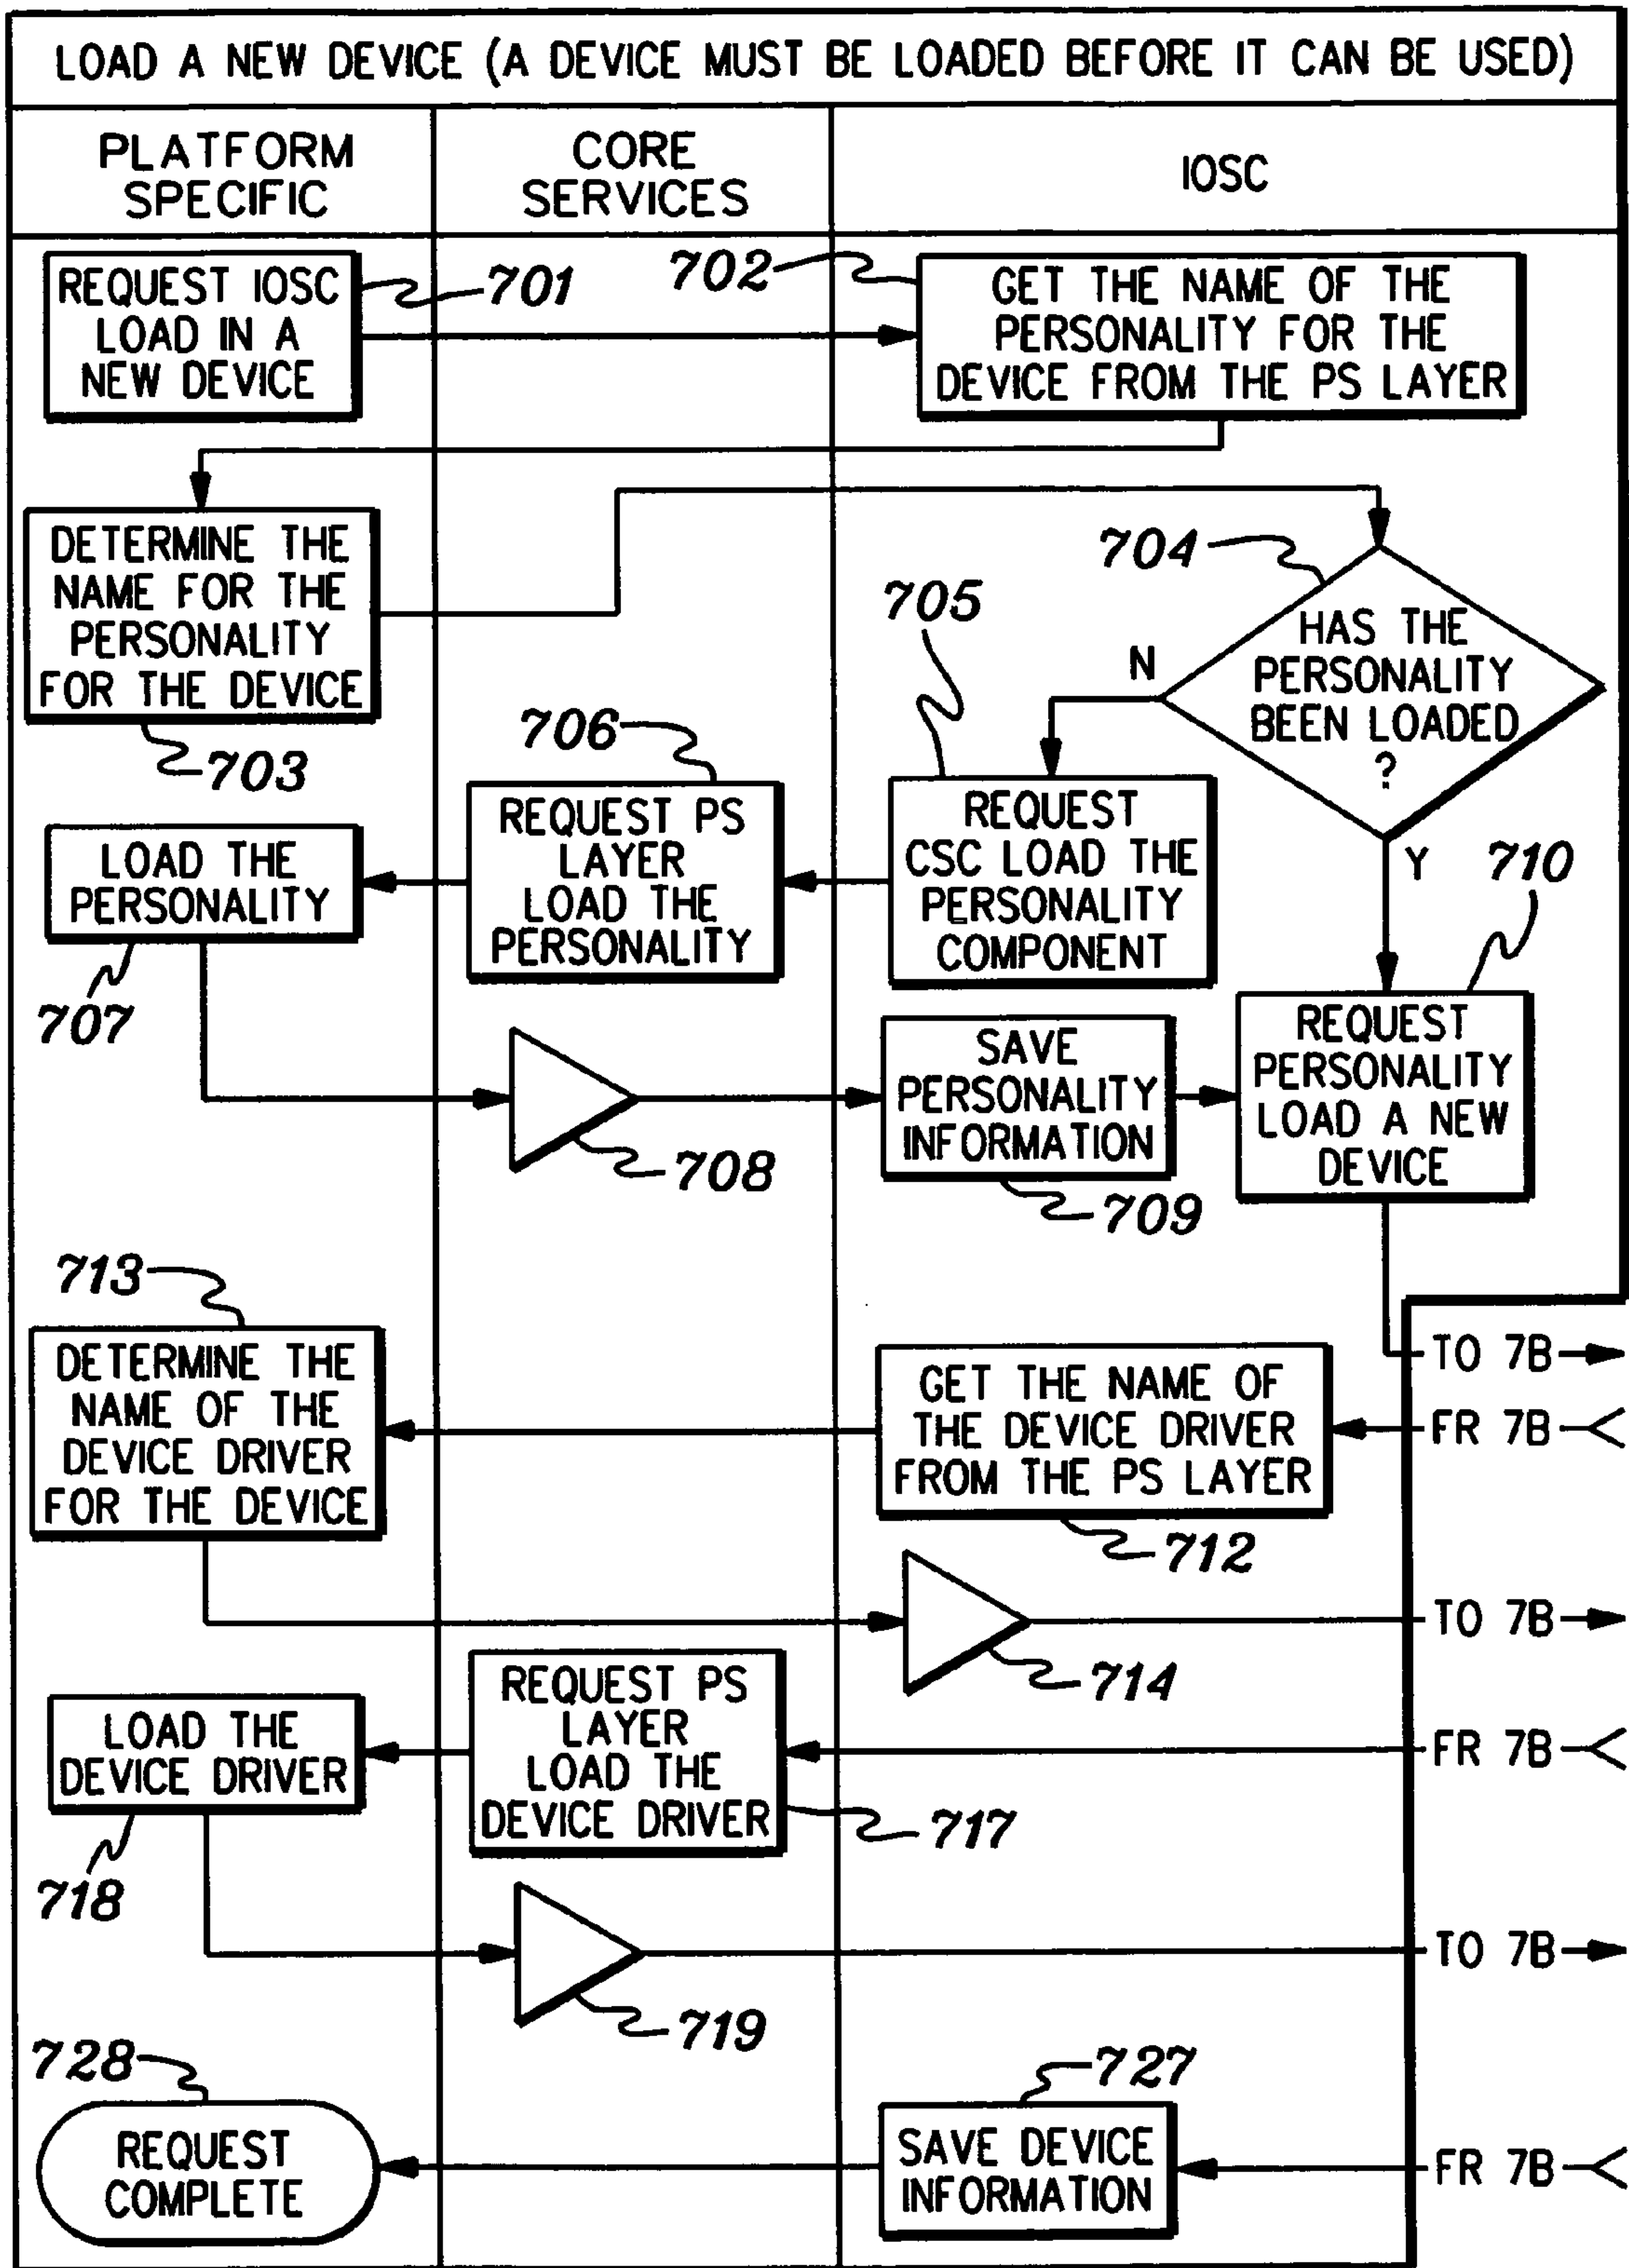 LOAD A NEW DEVICE (A DEVICE MUST BE LOADED BEFORE IT CAN BE USED)
PLATFORM
SPECIFIC
CORE
SERVICES
IOSC
REQUEST IOSC
LOAD IN A
NEW DEVICE
701
702
GET THE NAME OF THE
PERSONALITY FOR THE
DEVICE FROM THE PS LAYER
DETERMINE THE
NAME FOR THE
PERSONALITY
FOR THE DEVICE
703
704
HAS THE
PERSONALITY
BEEN LOADED
?
N
Y
705
REQUEST
CSC LOAD THE
PERSONALITY
COMPONENT
706
REQUEST PS
LAYER
LOAD THE
PERSONALITY
LOAD THE
PERSONALITY
707
708
SAVE
PERSONALITY
INFORMATION
709
710
REQUEST
PERSONALITY
LOAD A NEW
DEVICE
TO 7B
713
DETERMINE THE
NAME OF THE
DEVICE DRIVER
FOR THE DEVICE
GET THE NAME OF
THE DEVICE DRIVER
FROM THE PS LAYER
712
FR 7B
714
TO 7B
LOAD THE
DEVICE DRIVER
718
REQUEST PS
LAYER
LOAD THE
DEVICE DRIVER
717
FR 7B
719
TO 7B
728
REQUEST
COMPLETE
727
SAVE DEVICE
INFORMATION
FR 7B